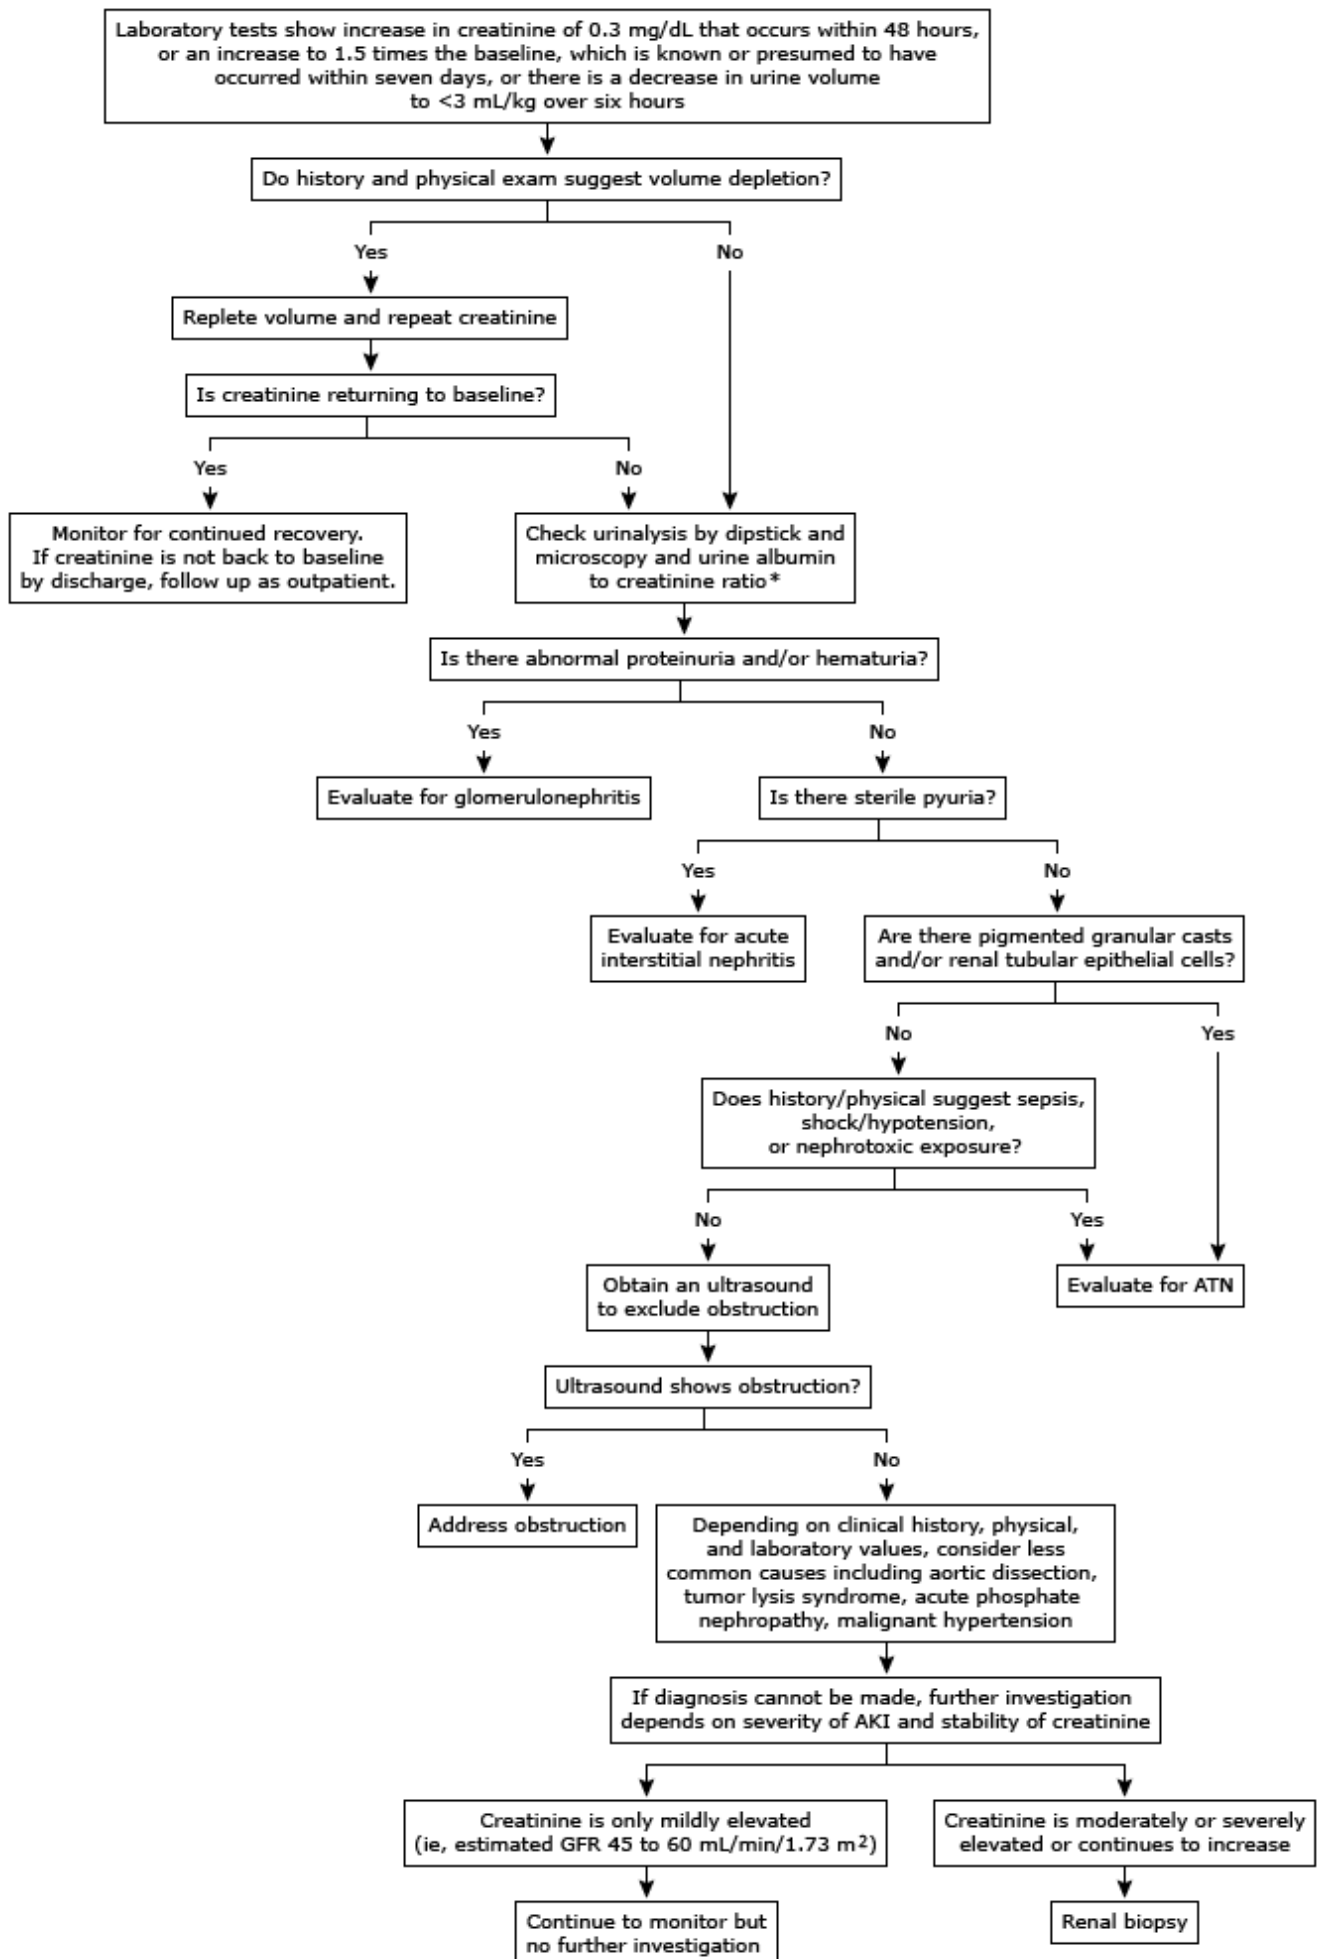 Laboratory tests show increase in creatinine of 0.3 mg/dL that occurs within 48 hours,
or an increase to 1.5 times the baseline, which is known or presumed to have
occurred within seven days, or there is a decrease in urine volume
to <3 mL/kg over six hours
Do history and physical exam suggest volume depletion?
Yes
No
Replete volume and repeat creatinine
Is creatinine returning to baseline?
Yes
No
Monitor for continued recovery.
If creatinine is not back to baseline
by discharge, follow up as outpatient.
Check urinalysis by dipstick and
microscopy and urine albumin
to creatinine ratio*
Is there abnormal proteinuria and/or hematuria?
Yes
No
Evaluate for glomerulonephritis
Is there sterile pyuria?
Yes
No
Evaluate for acute
interstitial nephritis
Are there pigmented granular casts
and/or renal tubular epithelial cells?
No
Yes
Does history/physical suggest sepsis,
shock/hypotension,
or nephrotoxic exposure?
No
Yes
Obtain an ultrasound
to exclude obstruction
Evaluate for ATN
Ultrasound shows obstruction?
Yes
No
Address obstruction
Depending on clinical history, physical,
and laboratory values, consider less
common causes including aortic dissection,
tumor lysis syndrome, acute phosphate
nephropathy, malignant hypertension
If diagnosis cannot be made, further investigation
depends on severity of AKI and stability of creatinine
Creatinine is only mildly elevated
(ie, estimated GFR 45 to 60 mL/min/1.73 m²)
Creatinine is moderately or severely
elevated or continues to increase
Continue to monitor but
no further investigation
Renal biopsy